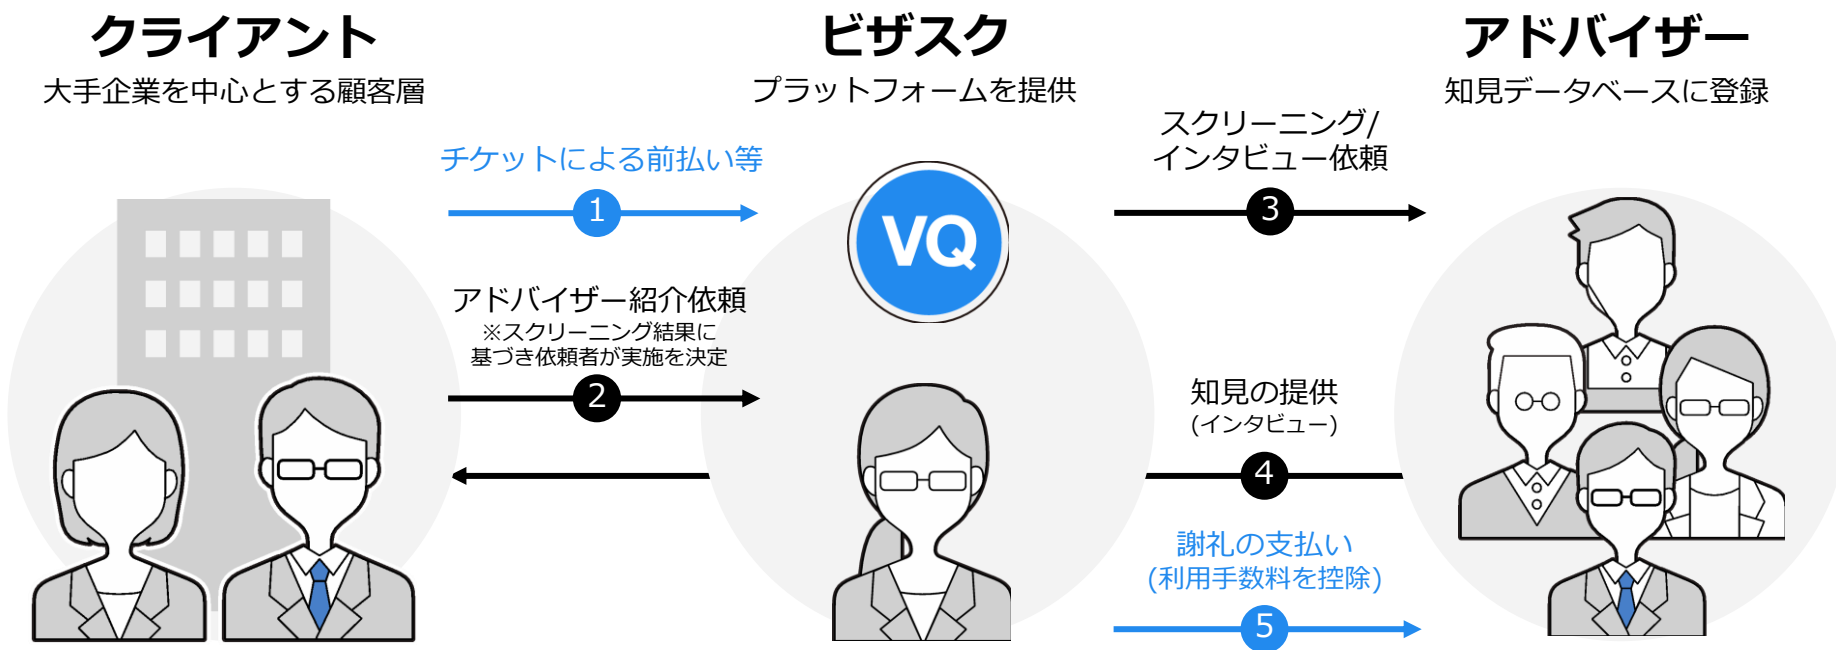 クライアント
大手企業を中心とする顧客層
ビザスク
プラットフォームを提供
アドバイザー
知見データベースに登録
チケットによる前払い等
1
アドバイザー紹介依頼
※スクリーニング結果に
基づき依頼者が実施を決定
2
VQ
スクリーニング/
インタビュー依頼
3
知見の提供
(インタビュー)
4
謝礼の支払い
(利用手数料を控除)
5